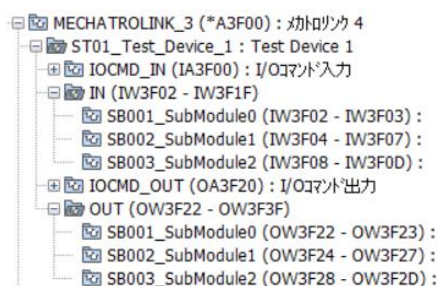 MECHATROLINK_3 (*A3F00) : ﾒｶﾄﾛﾘﾝｸ 4
ST01_Test_Device_1 : Test Device 1
IOCMD_IN (IA3F00) : I/Oｺﾏﾝﾄﾞ入力
IN (IW3F02 - IW3F1F)
SB001_SubModule0 (IW3F02 - IW3F03) :
SB002_SubModule1 (IW3F04 - IW3F07) :
SB003_SubModule2 (IW3F08 - IW3F0D) :
IOCMD_OUT (OA3F20) : I/Oｺﾏﾝﾄﾞ出力
OUT (OW3F22 - OW3F3F)
SB001_SubModule0 (OW3F22 - OW3F23) :
SB002_SubModule1 (OW3F24 - OW3F27) :
SB003_SubModule2 (OW3F28 - OW3F2D) :